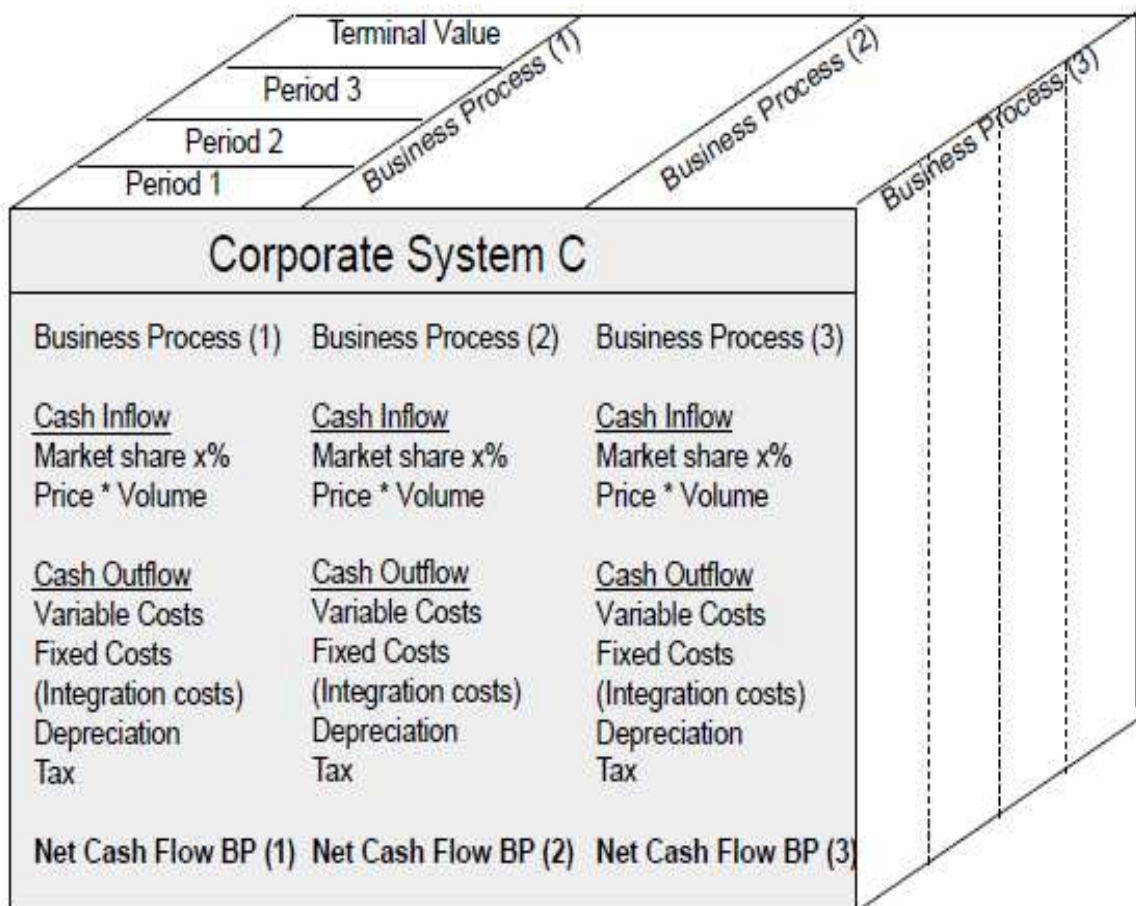 Terminal Value
Period 3
Period 2
Period 1
Business Process (1)
Business Process (2)
Business Process (3)
Corporate System C
Business Process (1) Business Process (2) Business Process (3)
Cash Inflow Cash Inflow Cash Inflow
Market share x% Market share x% Market share x%
Price * Volume Price * Volume Price * Volume
Cash Outflow Cash Outflow Cash Outflow
Variable Costs Variable Costs Variable Costs
Fixed Costs Fixed Costs Fixed Costs
(Integration costs) (Integration costs) (Integration costs)
Depreciation Depreciation Depreciation
Tax Tax Tax
Net Cash Flow BP (1) Net Cash Flow BP (2) Net Cash Flow BP (3)